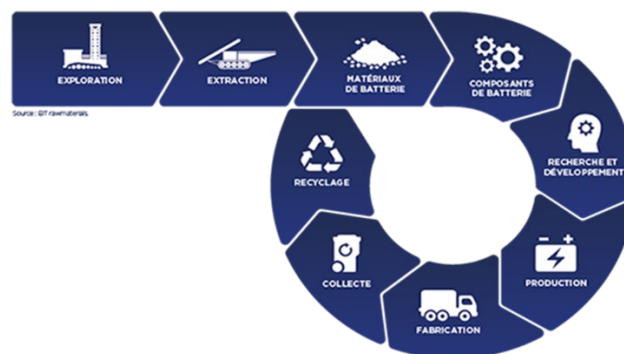 EXPLORATION
EXTRACTION
MATÉRIAUX
DE BATTERIE
COMPOSANTS
DE BATTERIE
Source : EIT rawmaterials.
RECHERCHE ET
DÉVELOPPEMENT
PRODUCTION
FABRICATION
COLLECTE
RECYCLAGE